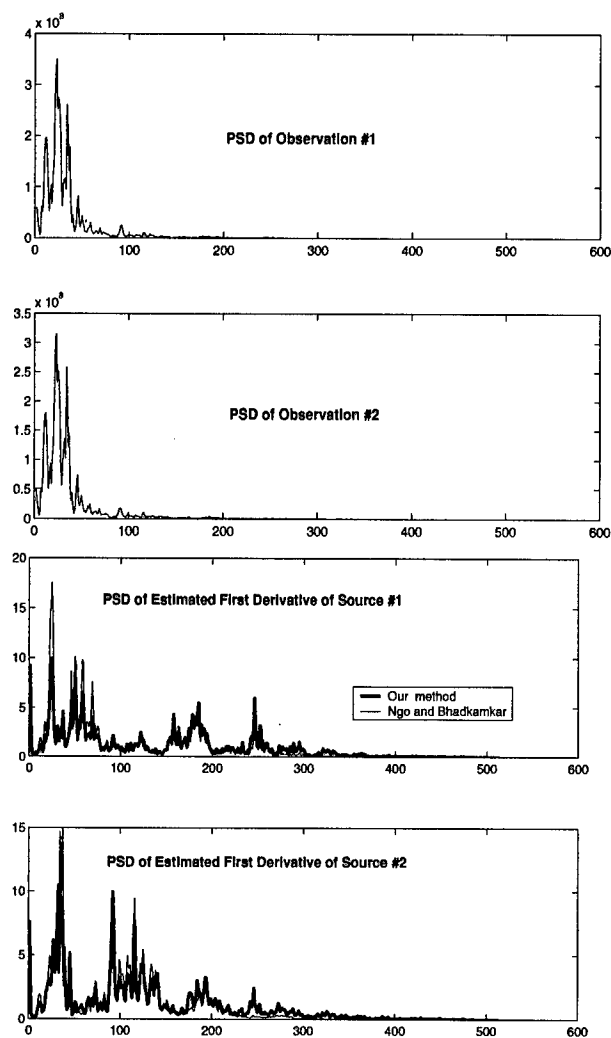 x 10^8
4
3
2
1
0
PSD of Observation #1
0 100 200 300 400 500 600
x 10^8
3.5
3
2.5
2
1.5
1
0.5
0
PSD of Observation #2
0 100 200 300 400 500 600
20
15
10
5
0
PSD of Estimated First Derivative of Source #1
Our method
Ngo and Bhadkamkar
0 100 200 300 400 500 600
15
10
5
0
PSD of Estimated First Derivative of Source #2
0 100 200 300 400 500 600